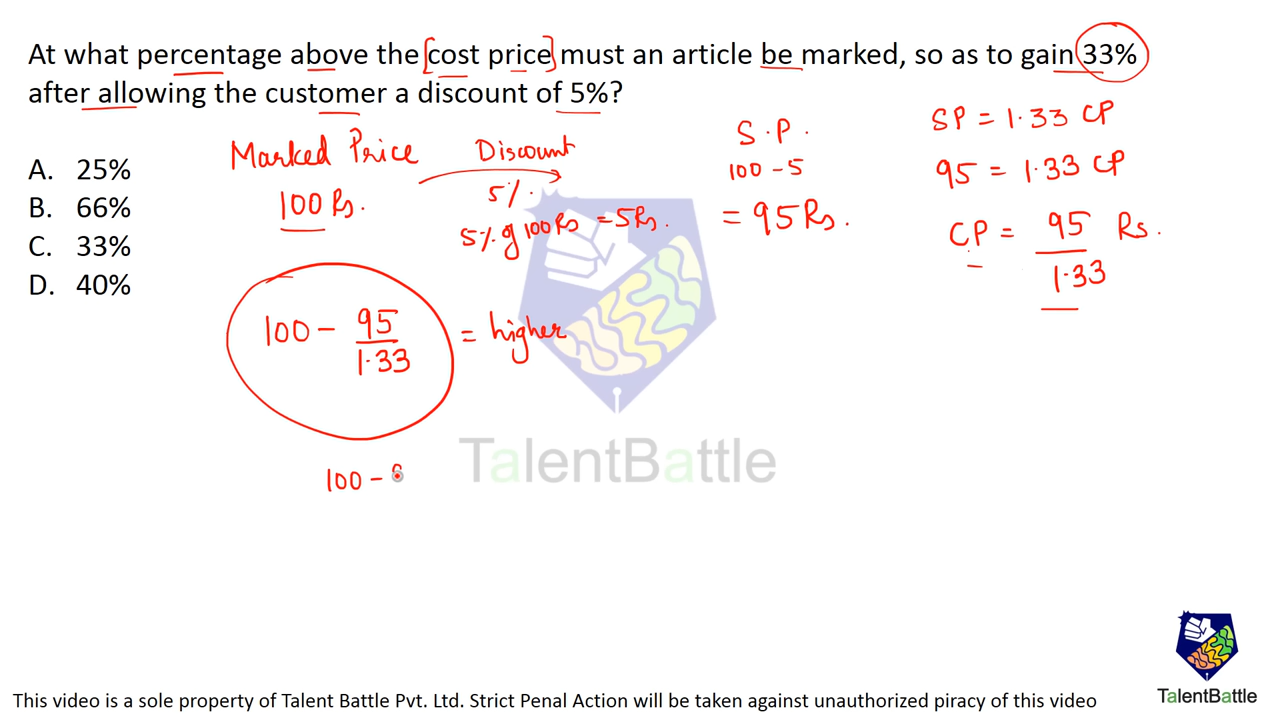 At what percentage above the [cost price] must an article be marked, so as to gain 33%
after allowing the customer a discount of 5%?
A. 25%
B. 66%
C. 33%
D. 40%
Marked Price
100 Rs.
Discount
5%
5% of 100 Rs = 5 Rs.
S.P.
100 - 5
= 95 Rs.
SP = 1.33 CP
95 = 1.33 CP
CP = 95/1.33 Rs.
100 - 95/1.33 = higher
100 -
TalentBattle
TalentBattle
This video is a sole property of Talent Battle Pvt. Ltd. Strict Penal Action will be taken against unauthorized piracy of this video